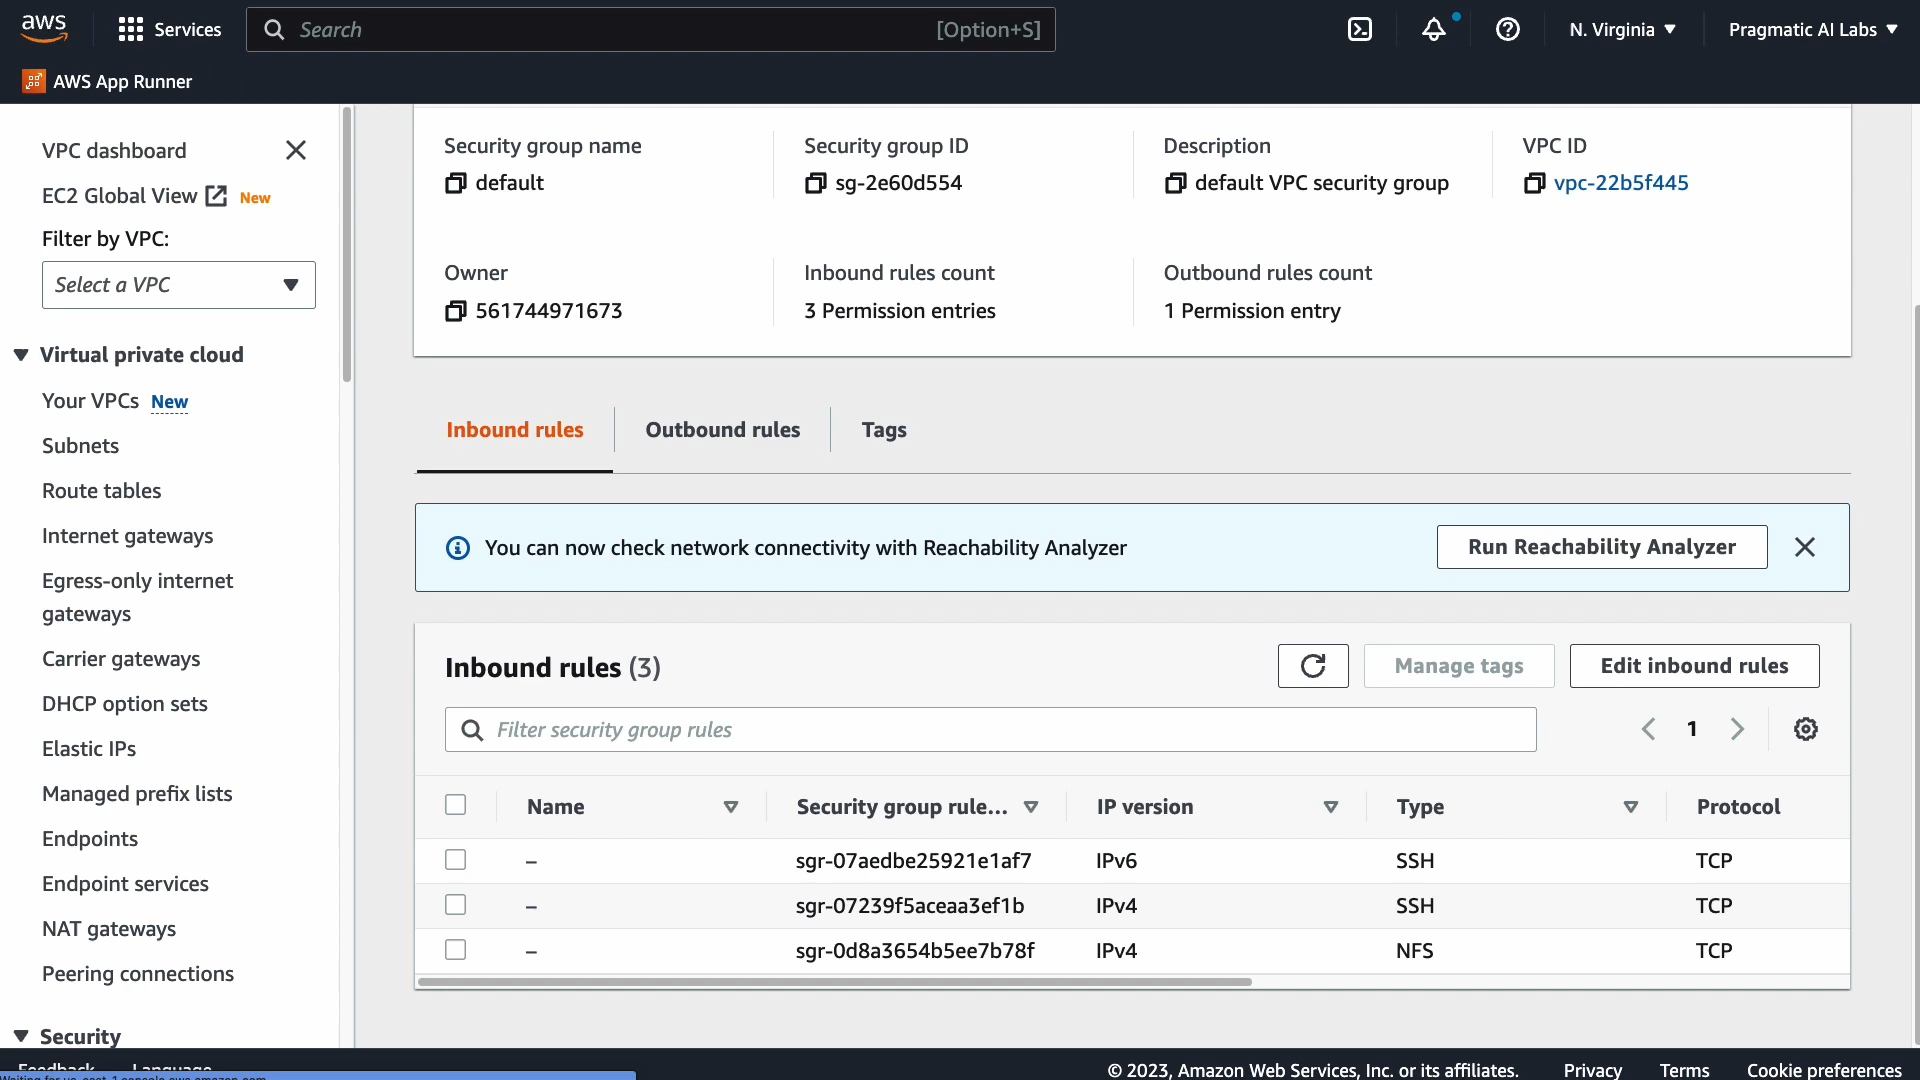 aws
Services
Search
[Option+S]
N. Virginia
Pragmatic AI Labs
AWS App Runner
VPC dashboard
EC2 Global View New
Filter by VPC:
Select a VPC
Virtual private cloud
Your VPCs New
Subnets
Route tables
Internet gateways
Egress-only internet
gateways
Carrier gateways
DHCP option sets
Elastic IPs
Managed prefix lists
Endpoints
Endpoint services
NAT gateways
Peering connections
Security
Security group name
default
Security group ID
sg-2e60d554
Description
default VPC security group
VPC ID
vpc-22b5f445
Owner
561744971673
Inbound rules count
3 Permission entries
Outbound rules count
1 Permission entry
Inbound rules
Outbound rules
Tags
You can now check network connectivity with Reachability Analyzer
Run Reachability Analyzer
Inbound rules (3)
Manage tags
Edit inbound rules
Filter security group rules
1
Name Security group rule... IP version Type Protocol
– sgr-07aedbe25921e1af7 IPv6 SSH TCP
– sgr-07239f5aceaa3ef1b IPv4 SSH TCP
– sgr-0d8a3654b5ee7b78f IPv4 NFS TCP
Feedback Language
© 2023, Amazon Web Services, Inc. or its affiliates. Privacy Terms Cookie preferences